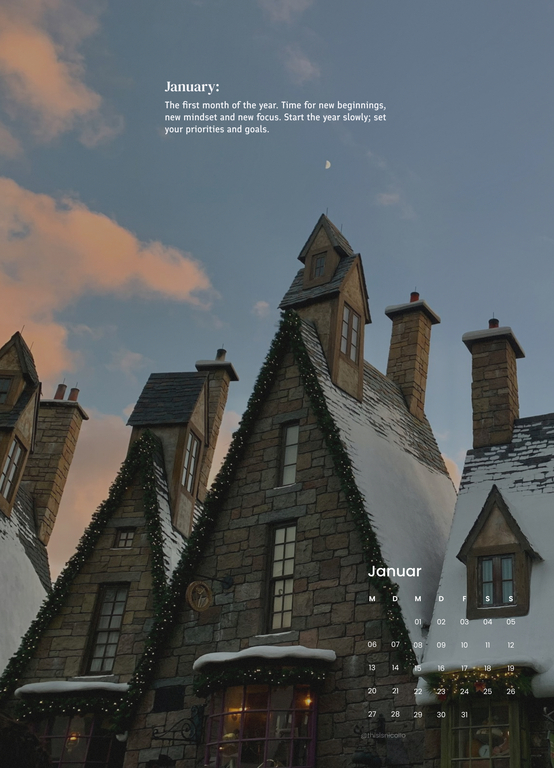 January:
The first month of the year. Time for new beginnings,
new mindset and new focus. Start the year slowly; set
your priorities and goals.
Januar
M D M D F S S
01 02 03 04 05
06 07 08 09 10 11 12
13 14 15 16 17 18 19
20 21 22 23 24 25 26
27 28 29 30 31